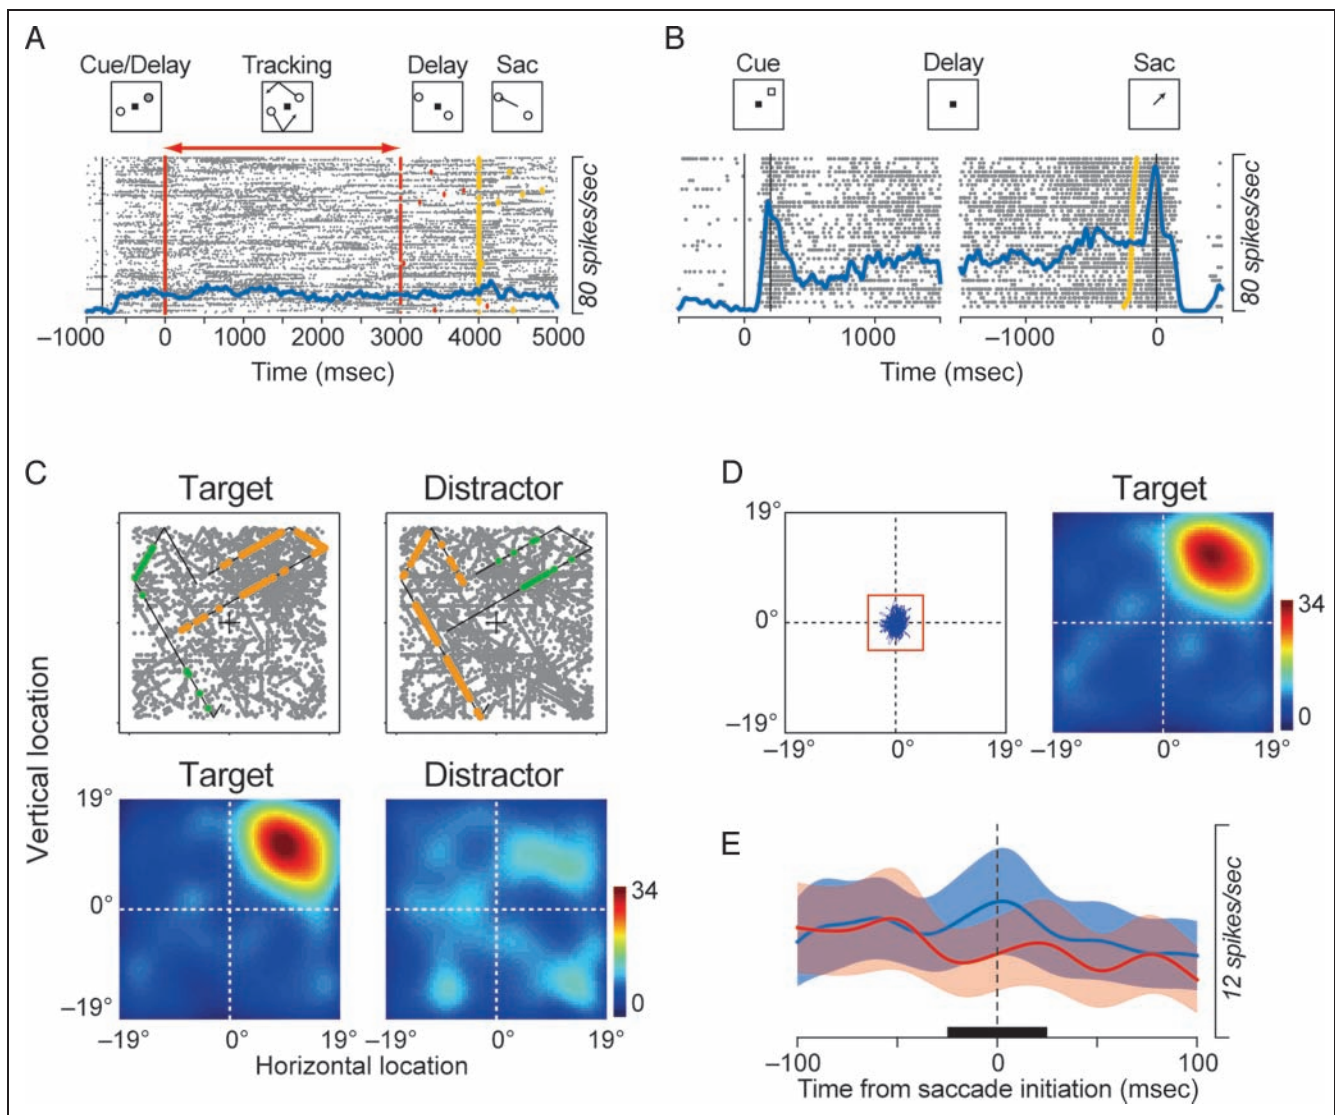 A
Cue/Delay Tracking Delay Sac
80 spikes/sec
−1000 0 1000 2000 3000 4000 5000
Time (msec)
B
Cue Delay Sac
80 spikes/sec
0 1000 −1000 0
Time (msec)
C
Target Distractor
Vertical location
Target Distractor
19°
0°
−19°
−19° 0° 19° −19° 0° 19°
34
0
Horizontal location
D
Target
19°
0°
−19°
−19° 0° 19° −19° 0° 19°
34
0
E
12 spikes/sec
−100 0 100
Time from saccade initiation (msec)